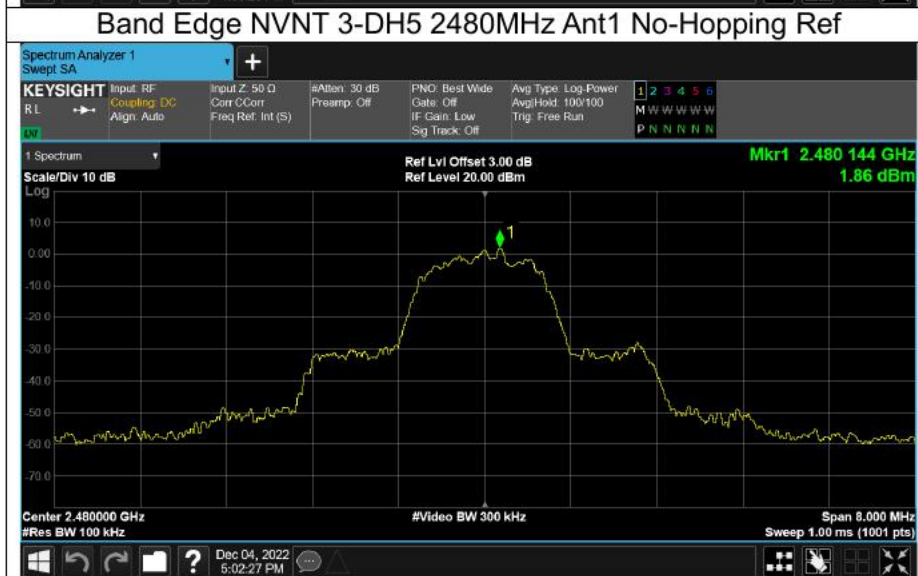 Band Edge NVNT 3-DH5 2480MHz Ant1 No-Hopping Ref
Spectrum Analyzer 1
Swept SA
+
KEYSIGHT
RL
Input: RF
Coupling: DC
Align: Auto
Input Z: 50 Ω
Corr CCorr
Freq Ref: Int (S)
#Atten: 30 dB
Preamp: Off
PNO: Best Wide
Gate: Off
IF Gain: Low
Sig Track: Off
Avg Type: Log-Power
Avg|Hold: 100/100
Trig: Free Run
1 2 3 4 5 6
M W W W W W
P N N N N N
1 Spectrum
Scale/Div 10 dB
Ref Lvl Offset 3.00 dB
Ref Level 20.00 dBm
Mkr1 2.480 144 GHz
1.86 dBm
Log
10.0
0.00
-10.0
-20.0
-30.0
-40.0
-50.0
-60.0
-70.0
1
Center 2.480000 GHz
#Res BW 100 kHz
#Video BW 300 kHz
Span 8.000 MHz
Sweep 1.00 ms (1001 pts)
?
Dec 04, 2022
5:02:27 PM